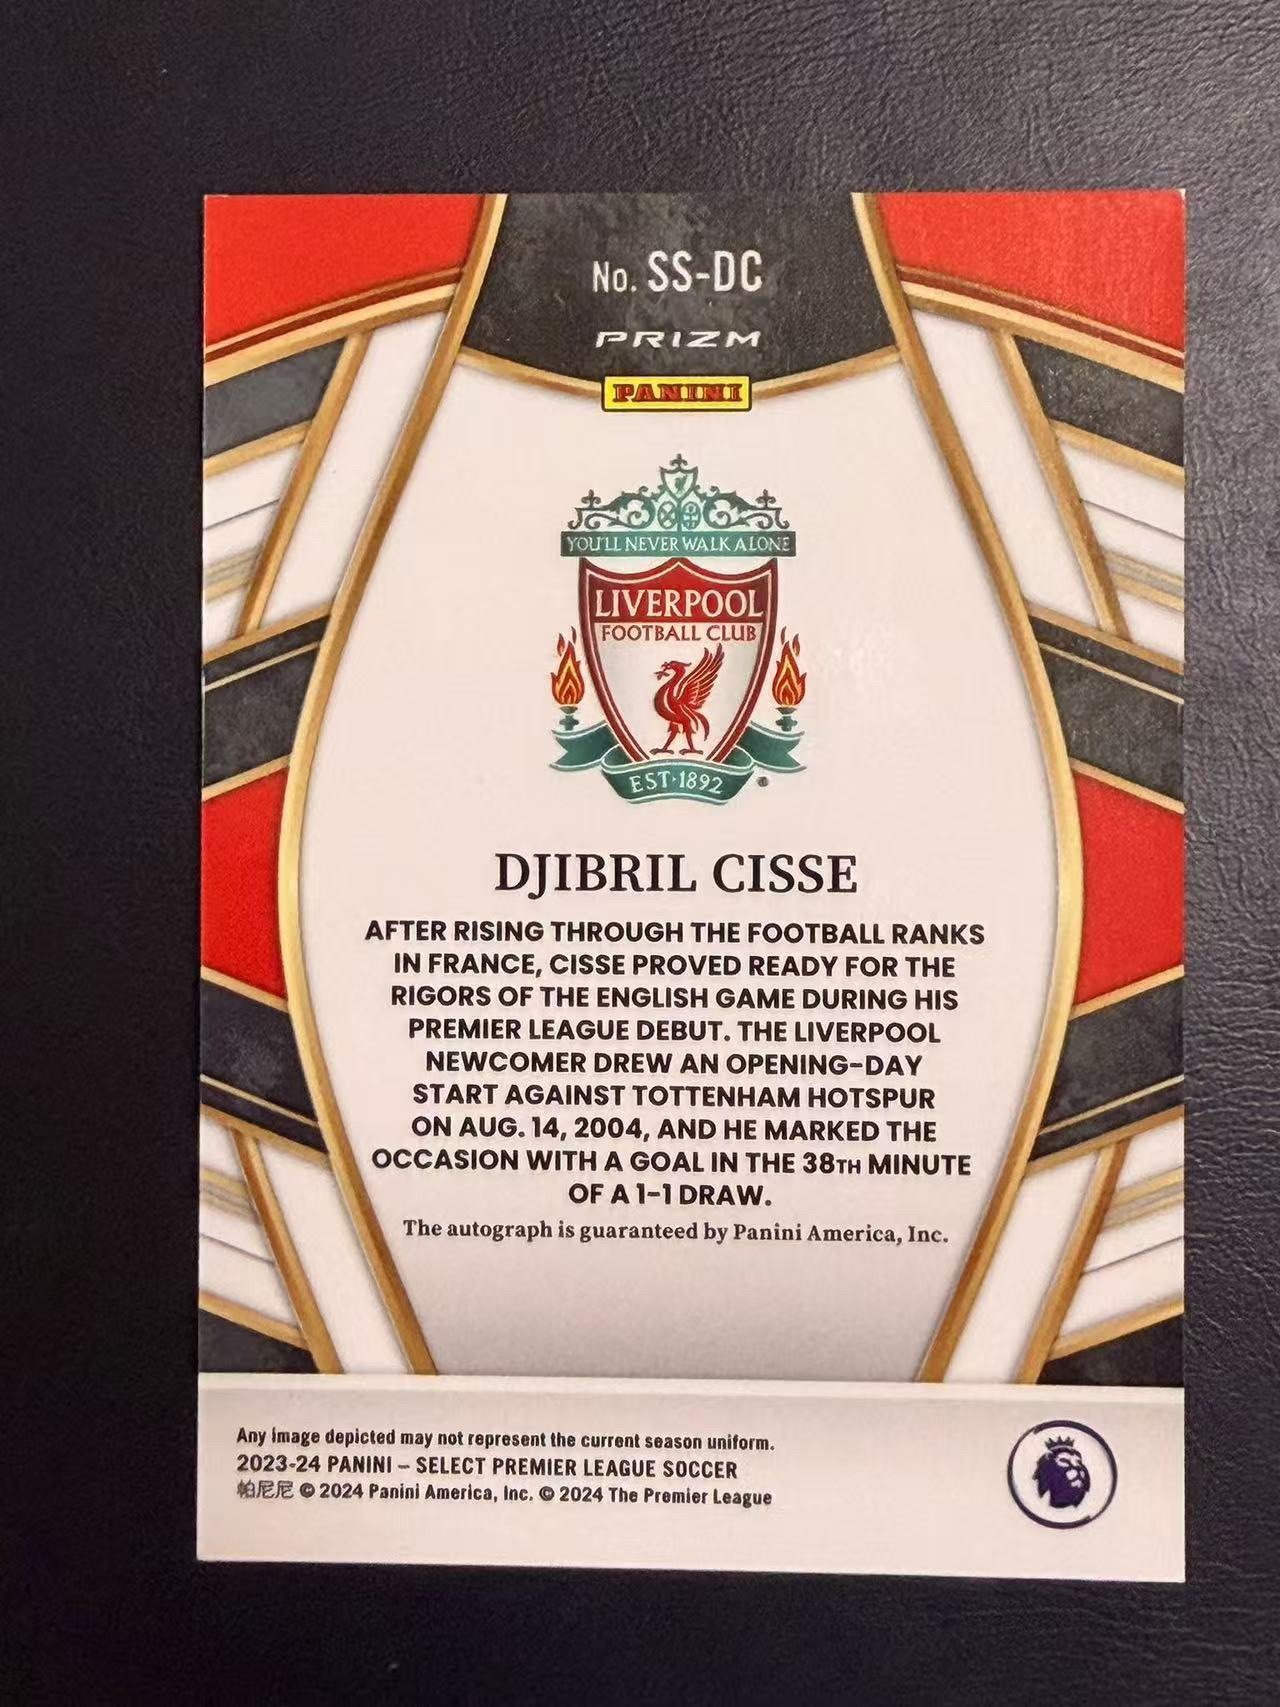 No. SS-DC
PRIZM
PANINI
YOU'LL NEVER WALK ALONE
LIVERPOOL
FOOTBALL CLUB
EST·1892
DJIBRIL CISSE
AFTER RISING THROUGH THE FOOTBALL RANKS
IN FRANCE, CISSE PROVED READY FOR THE
RIGORS OF THE ENGLISH GAME DURING HIS
PREMIER LEAGUE DEBUT. THE LIVERPOOL
NEWCOMER DREW AN OPENING-DAY
START AGAINST TOTTENHAM HOTSPUR
ON AUG. 14, 2004, AND HE MARKED THE
OCCASION WITH A GOAL IN THE 38TH MINUTE
OF A 1-1 DRAW.
The autograph is guaranteed by Panini America, Inc.
Any image depicted may not represent the current season uniform.
2023-24 PANINI – SELECT PREMIER LEAGUE SOCCER
帕尼尼 © 2024 Panini America, Inc. © 2024 The Premier League